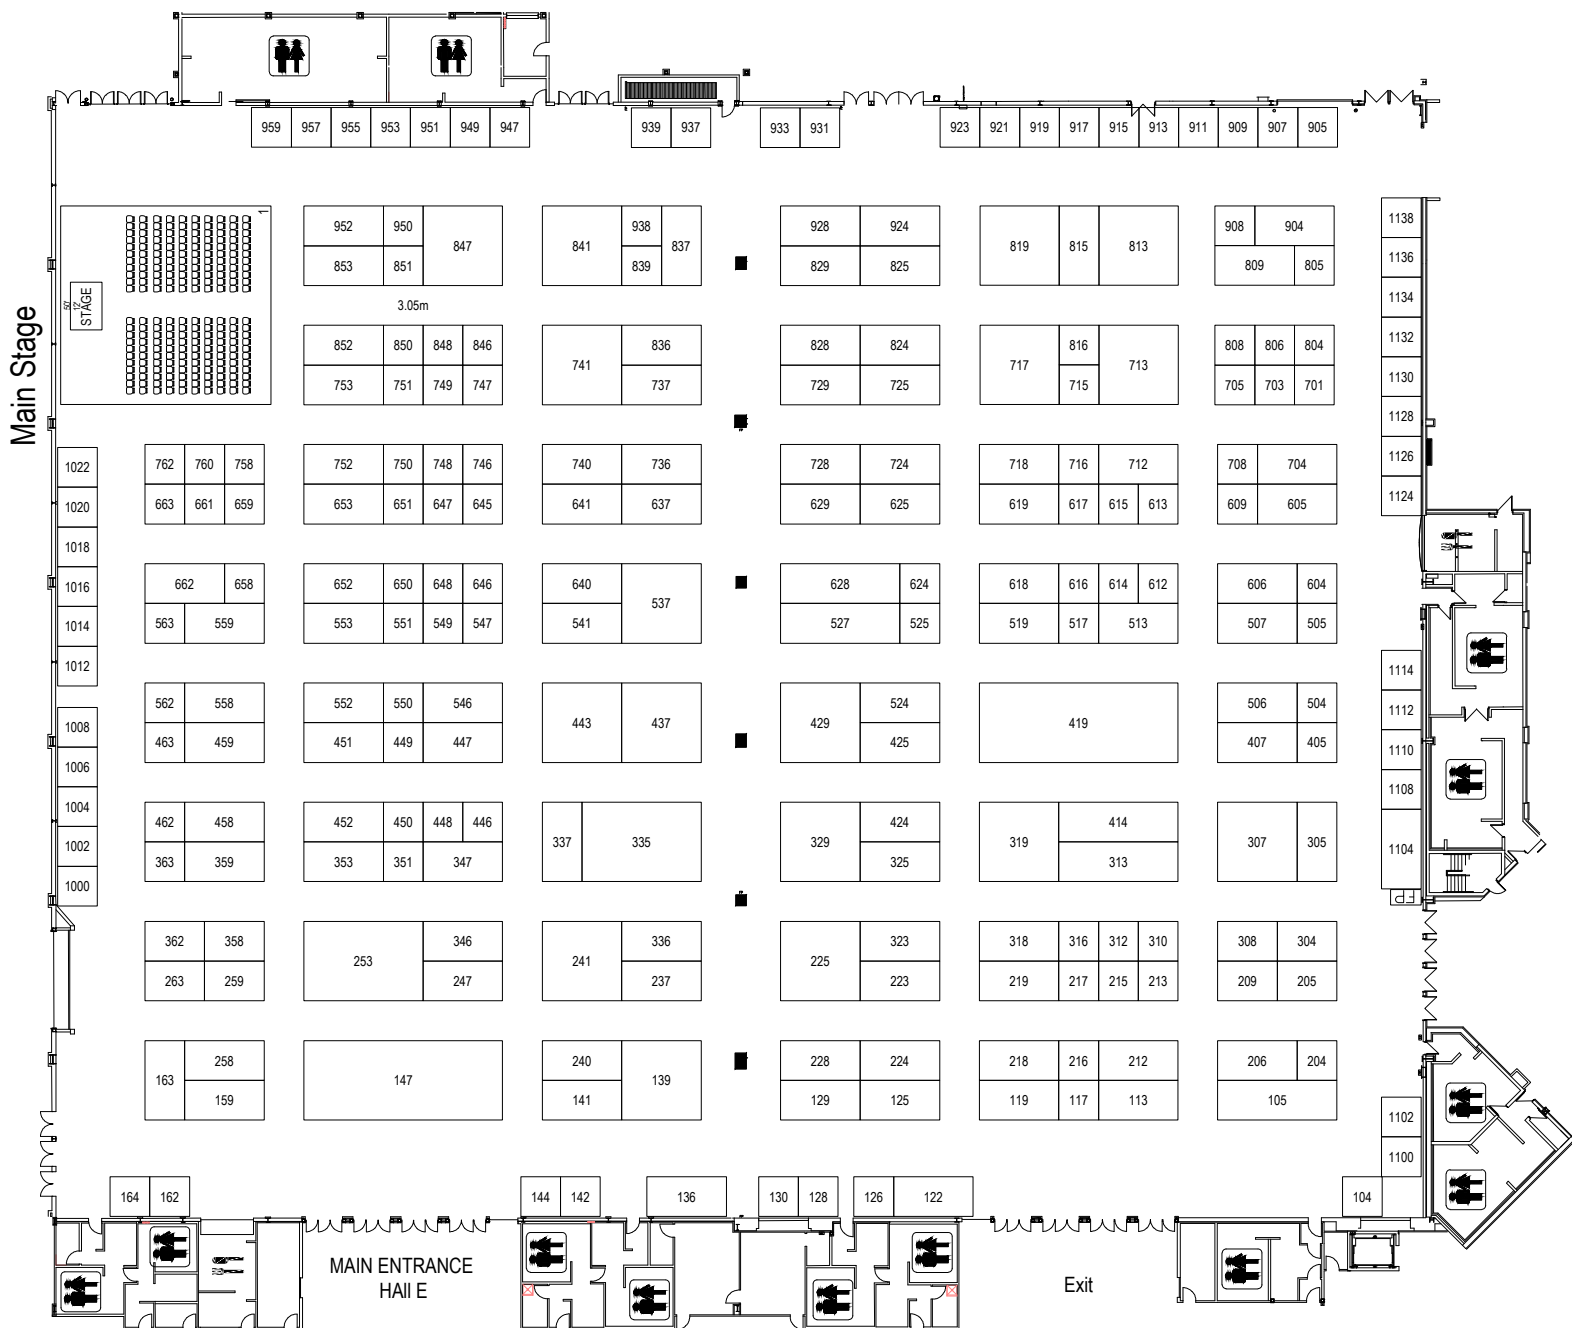 959 957 955 953 951 949 947 939 937 933 931 923 921 919 917 915 913 911 909 907 905
1
952 950 847 841 938 837 928 924 819 815 813 908 904 1138
853 851 839 829 825 809 805 1136
3.05m
1134
50'
12'
STAGE
Main Stage
852 850 848 846 741 836 828 824 717 816 713 808 806 804 1132
753 751 749 747 737 729 725 715 705 703 701 1130
1128
1022 762 760 758 752 750 748 746 740 736 728 724 718 716 712 708 704 1126
1020 663 661 659 653 651 647 645 641 637 629 625 619 617 615 613 609 605 1124
1018
1016 662 658 652 650 648 646 640 537 628 624 618 616 614 612 606 604
1014 563 559 553 551 549 547 541 527 525 519 517 513 507 505
1012 1114
562 558 552 550 546 443 437 429 524 419 506 504 1112
1008 463 459 451 449 447 425 407 405 1110
1006 1108
1004 462 458 452 450 448 446 337 335 329 424 319 414 307 305
1002 363 359 353 351 347 325 313 1104
1000 FD
362 358 253 346 241 336 225 323 318 316 312 310 308 304
263 259 247 237 223 219 217 215 213 209 205
163 258 147 240 139 228 224 218 216 212 206 204
159 141 129 125 119 117 113 105 1102
1100
164 162 144 142 136 130 128 126 122 104
MAIN ENTRANCE
HAll E
Exit